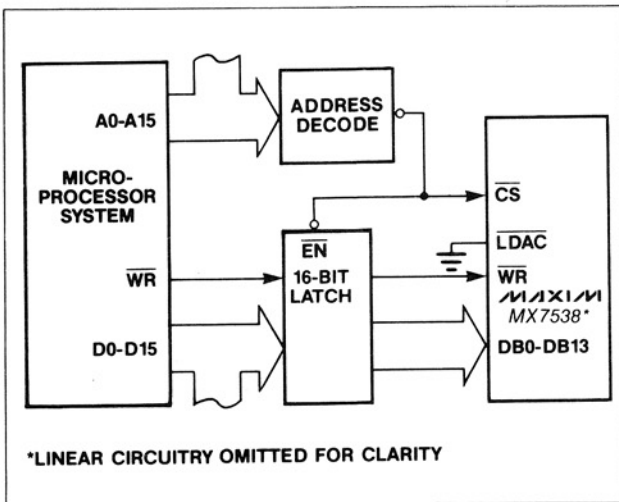 A0-A15
ADDRESS
DECODE
MICRO-
PROCESSOR
SYSTEM
CS
EN
LDAC
WR
16-BIT
LATCH
WR
MAXIM
MX7538*
D0-D15
DB0-DB13
*LINEAR CIRCUITRY OMITTED FOR CLARITY